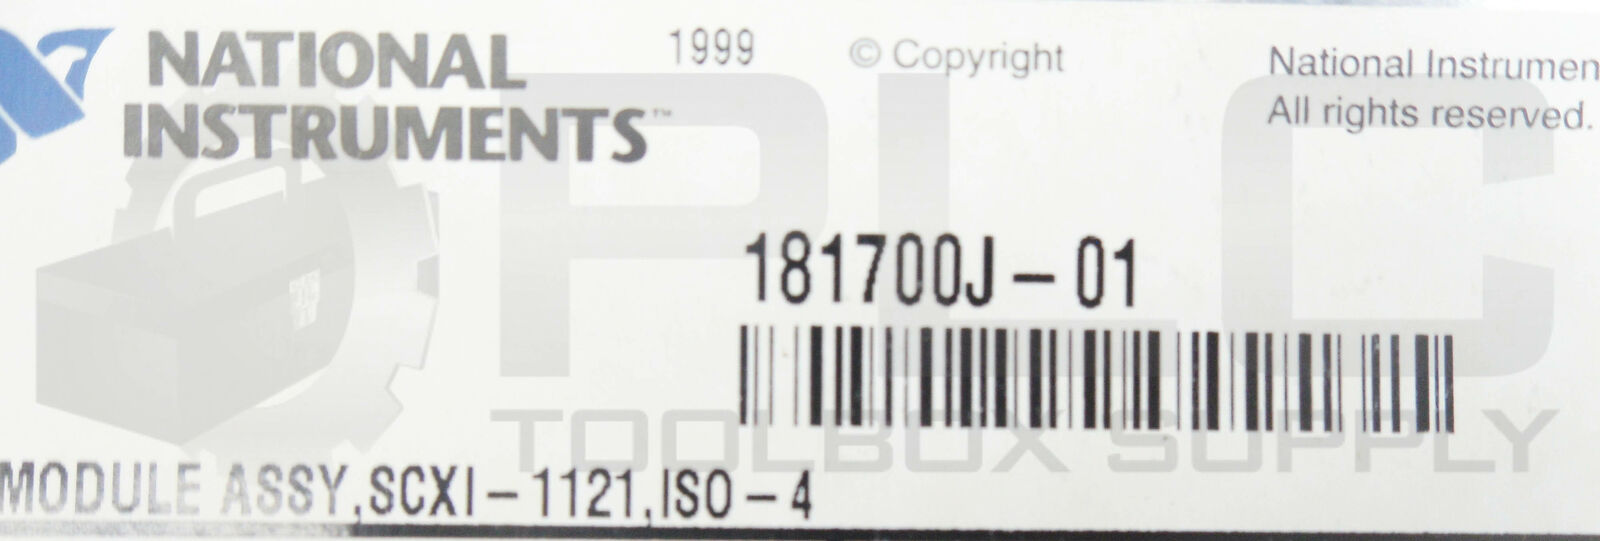 NATIONAL
INSTRUMENTS™
1999
© Copyright
National Instrumen
All rights reserved.
181700J-01
MODULE ASSY,SCXI-1121,ISO-4
PLC
TOOLBOX SUPPLY